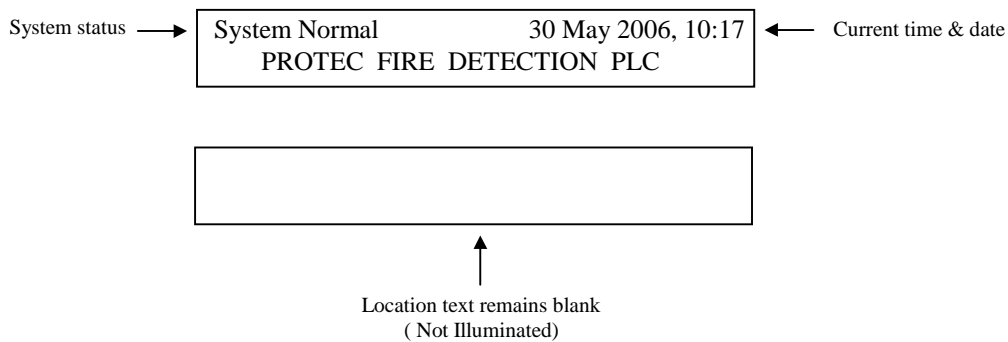 System status
System Normal 30 May 2006, 10:17
Current time & date
PROTEC FIRE DETECTION PLC
Location text remains blank
( Not Illuminated)